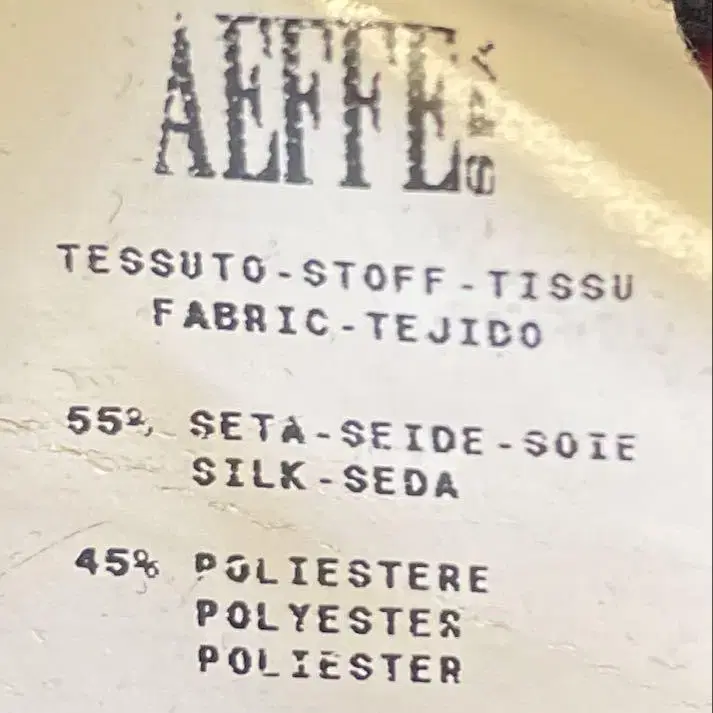 AEFFE S.P.A.
TESSUTO-STOFF-TISSU
FABRIC-TEJIDO
55% SETA-SEIDE-SOIE
SILK-SEDA
45% POLIESTERE
POLYESTER
POLIESTER